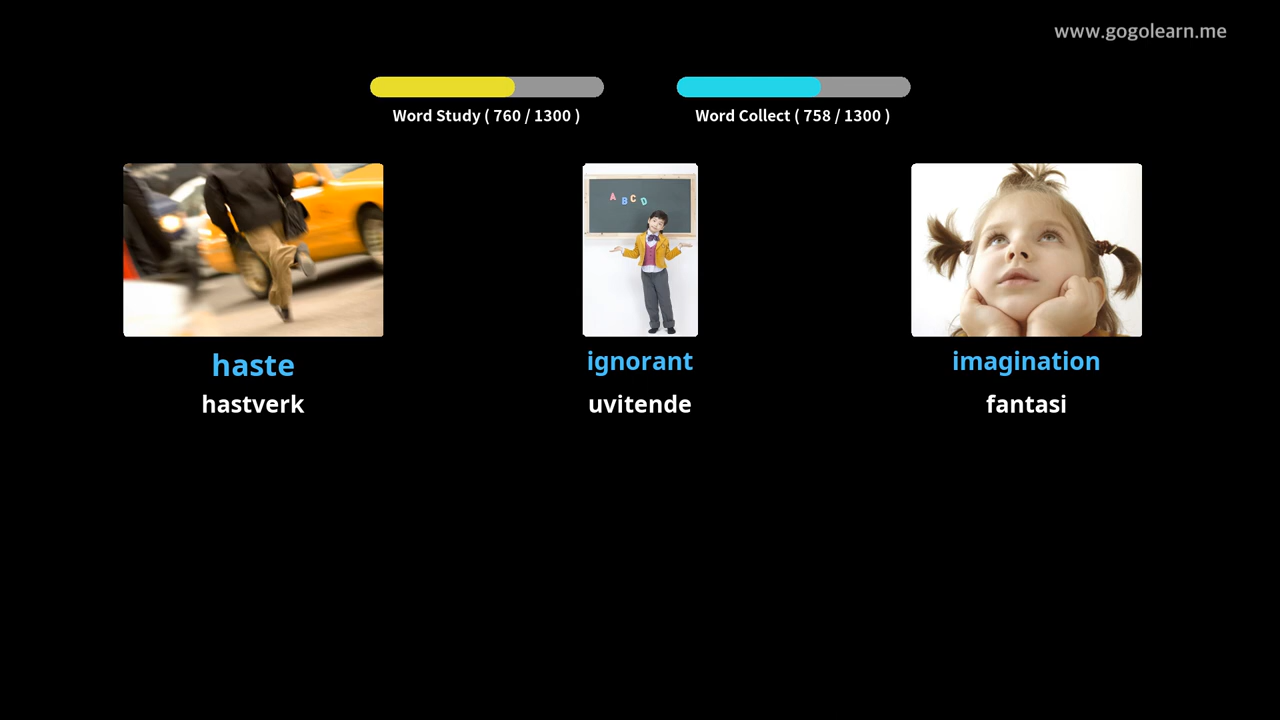 www.gogolearn.me
Word Study ( 760 / 1300 )
Word Collect ( 758 / 1300 )
A B C D
haste
ignorant
imagination
hastverk
uvitende
fantasi